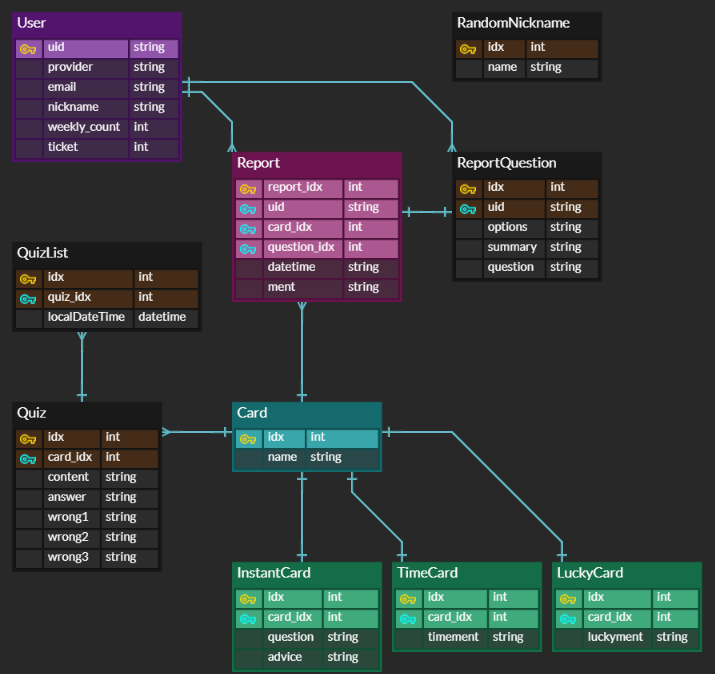 User
uid string
provider string
email string
nickname string
weekly_count int
ticket int
RandomNickname
idx int
name string
Report
report_idx int
uid string
card_idx int
question_idx int
datetime string
ment string
ReportQuestion
idx int
uid string
options string
summary string
question string
QuizList
idx int
quiz_idx int
localDateTime datetime
Quiz
idx int
card_idx int
content string
answer string
wrong1 string
wrong2 string
wrong3 string
Card
idx int
name string
InstantCard
idx int
card_idx int
question string
advice string
TimeCard
idx int
card_idx int
timement string
LuckyCard
idx int
card_idx int
luckyment string